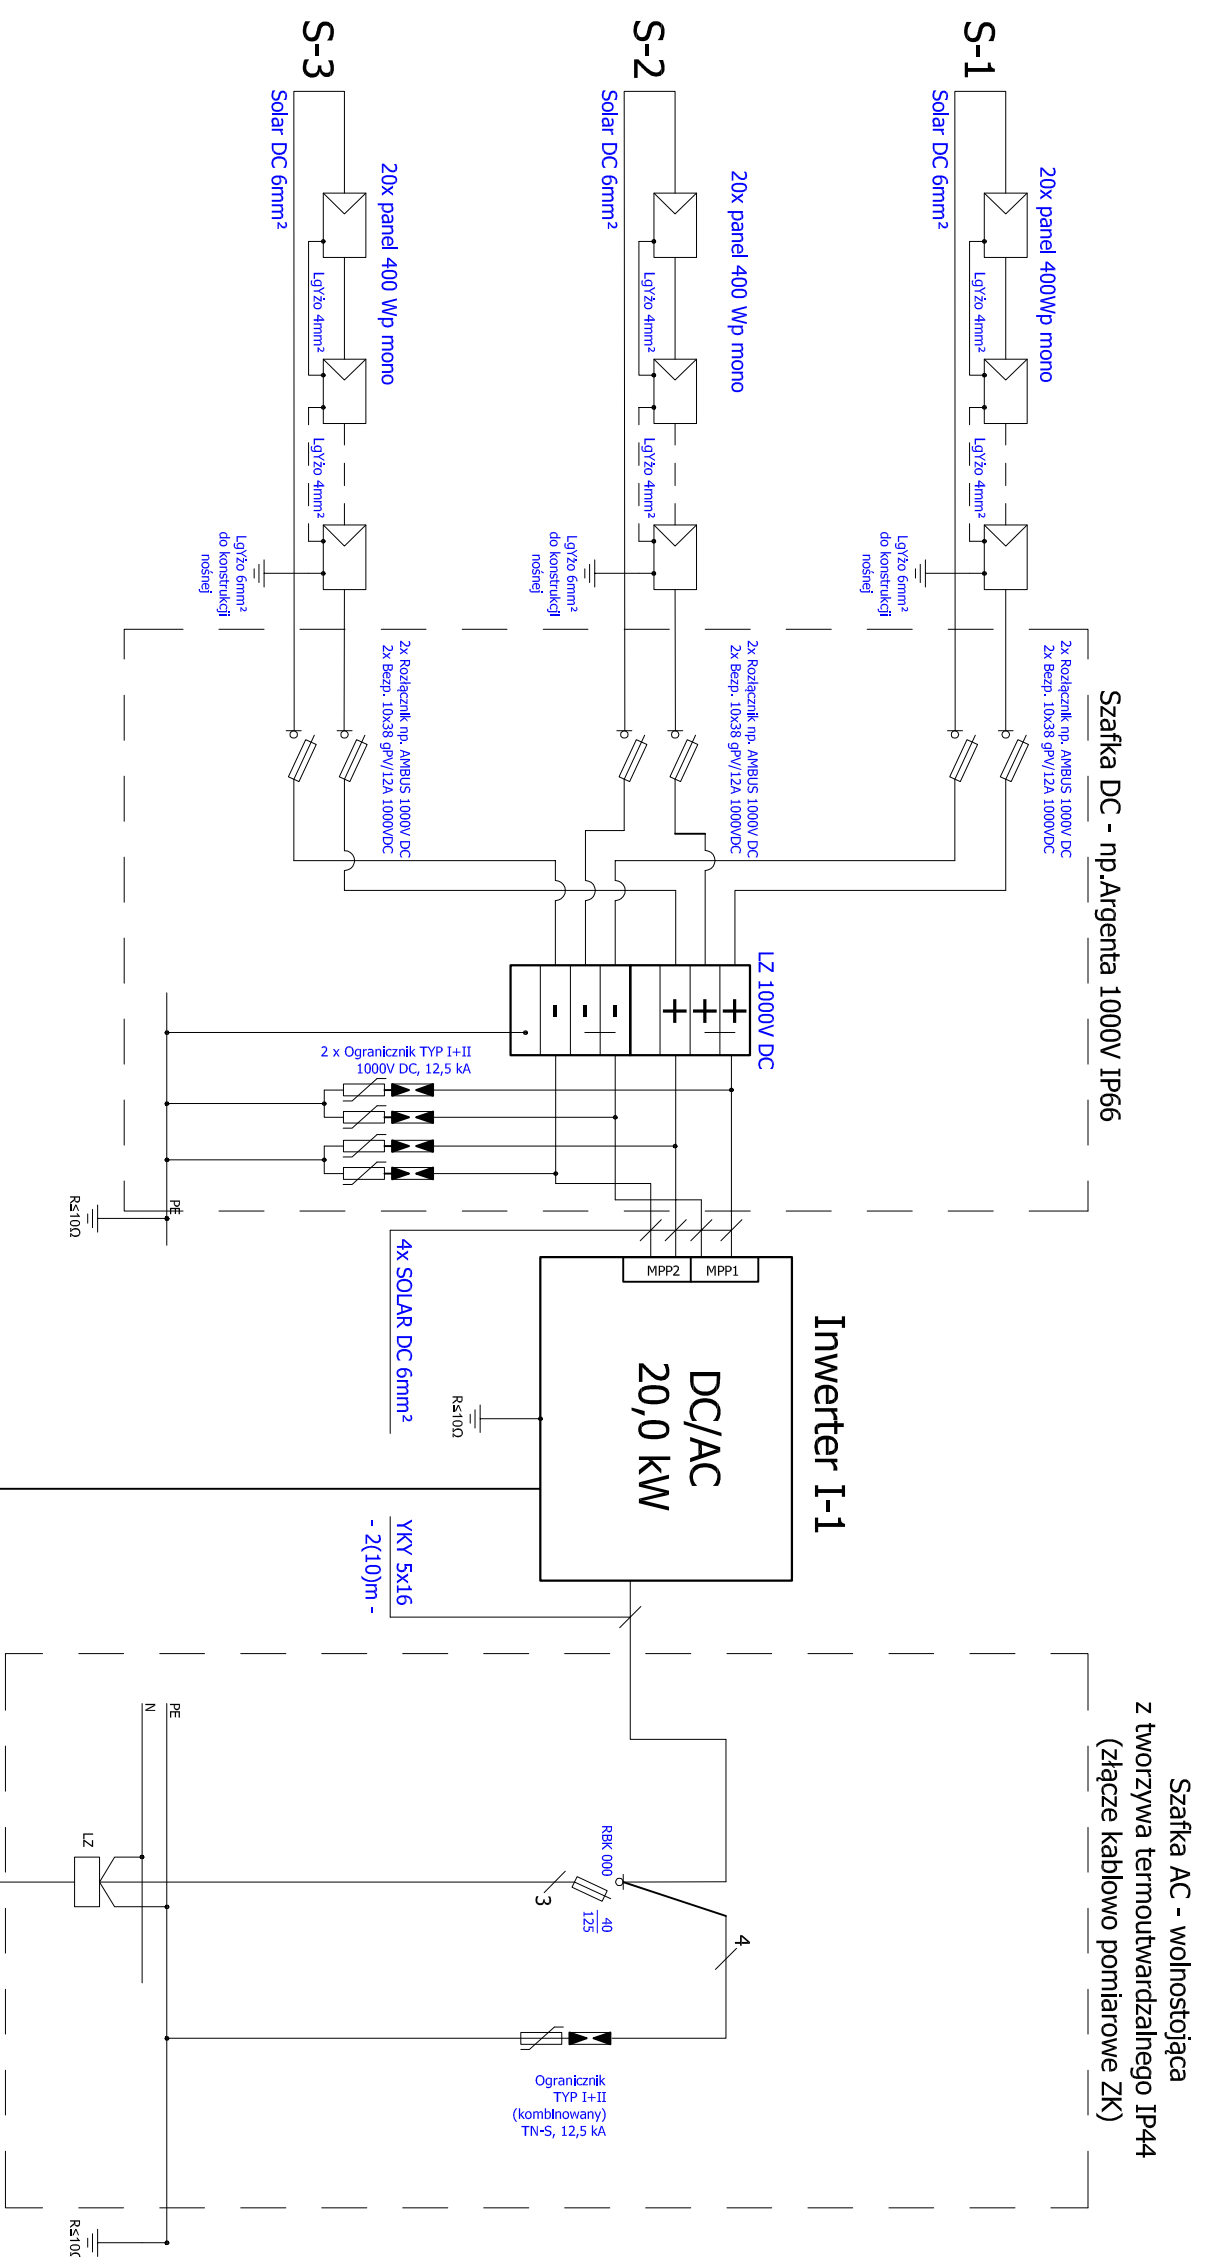 S-1
Solar DC 6mm²
20x panel 400Wp mono
LgYżo 4mm²
LgYżo 4mm²
LgYżo 6mm²
do konstrukcji
nośnej
2x Rozłącznik np. AMBUS 1000V DC
2x Bezp. 10x38 gPV/12A 1000VDC
S-2
Solar DC 6mm²
20x panel 400 Wp mono
LgYżo 4mm²
LgYżo 4mm²
LgYżo 6mm²
do konstrukcji
nośnej
2x Rozłącznik np. AMBUS 1000V DC
2x Bezp. 10x38 gPV/12A 1000VDC
S-3
Solar DC 6mm²
20x panel 400 Wp mono
LgYżo 4mm²
LgYżo 4mm²
LgYżo 6mm²
do konstrukcji
nośnej
2x Rozłącznik np. AMBUS 1000V DC
2x Bezp. 10x38 gPV/12A 1000VDC
Szafka DC - np.Argenta 1000V IP66
LZ 1000V DC
+
+
+
-
-
-
2 x Ogranicznik TYP I+II
1000V DC, 12,5 kA
PE
R≤10Ω
4x SOLAR DC 6mm²
Inwerter I-1
MPP1
MPP2
DC/AC
20,0 kW
R≤10Ω
YKY 5x16
- 2(10)m -
Szafka AC - wolnostojąca
z tworzywa termoutwardzalnego IP44
(złącze kablowo pomiarowe ZK)
PE
N
LZ
RBK 000
40
125
3
4
Ogranicznik
TYP I+II
(kombinowany)
TN-S, 12,5 kA
R≤10Ω